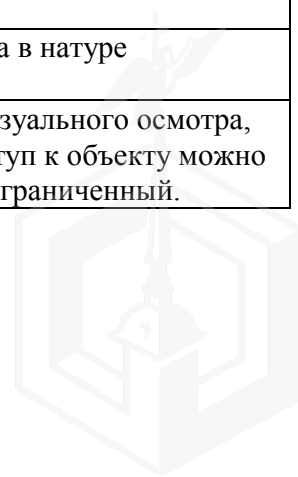 а в натуре
зуального осмотра,
туп к объекту можно
граниченный.